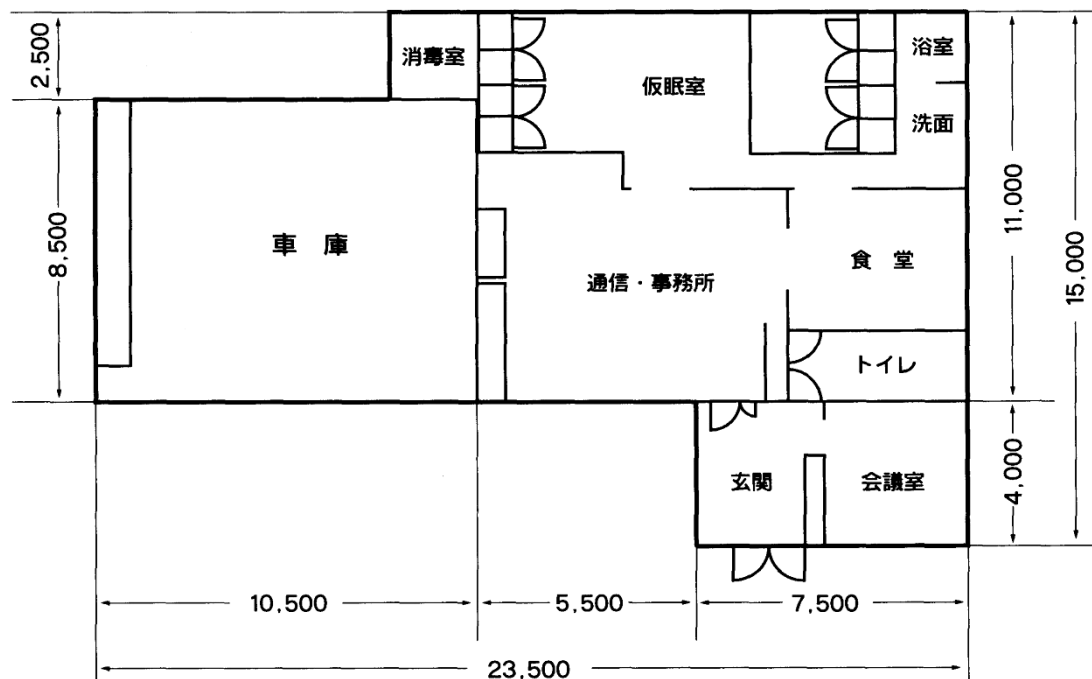 2,500
消毒室
仮眠室
浴室
洗面
11,000
15,000
8,500
車 庫
通信・事務所
食 堂
トイレ
玄関
会議室
4,000
10,500
5,500
7,500
23,500